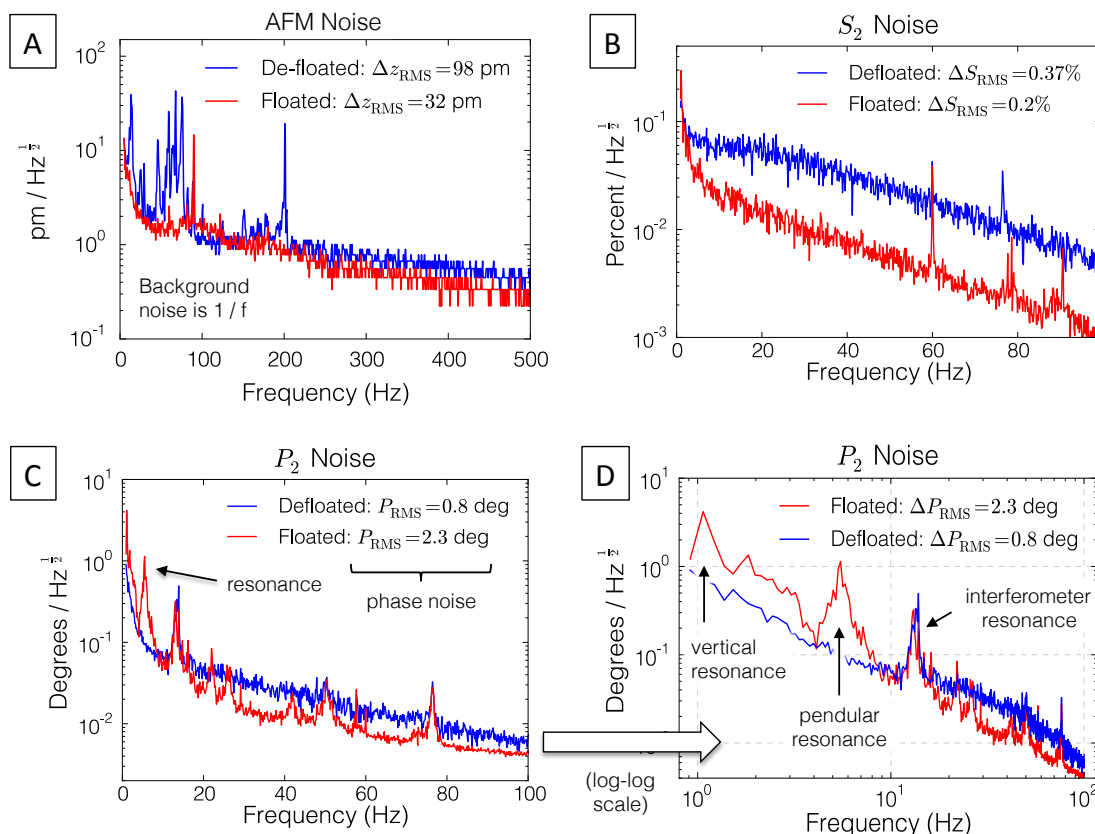 A
AFM Noise
10²
10¹
10⁰
10⁻¹
pm / Hz^½
De-floated: Δz_RMS=98 pm
Floated: Δz_RMS=32 pm
Background
noise is 1 / f
0 100 200 300 400 500
Frequency (Hz)
B
S₂ Noise
10⁻¹
10⁻²
10⁻³
Percent / Hz^½
Defloated: ΔS_RMS=0.37%
Floated: ΔS_RMS=0.2%
0 20 40 60 80
Frequency (Hz)
C
P₂ Noise
10¹
10⁰
10⁻¹
10⁻²
Degrees / Hz^½
Defloated: P_RMS=0.8 deg
Floated: P_RMS=2.3 deg
resonance
phase noise
0 20 40 60 80 100
Frequency (Hz)
D
P₂ Noise
10¹
10⁰
10⁻¹
Degrees / Hz^½
Floated: ΔP_RMS=2.3 deg
Defloated: ΔP_RMS=0.8 deg
interferometer
resonance
vertical
resonance
pendular
resonance
(log-log
scale)
10⁰ 10¹ 10²
Frequency (Hz)